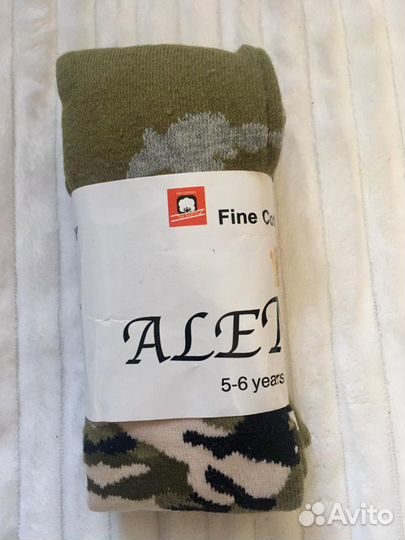 Fine Co
ALET
5-6 years
Avito